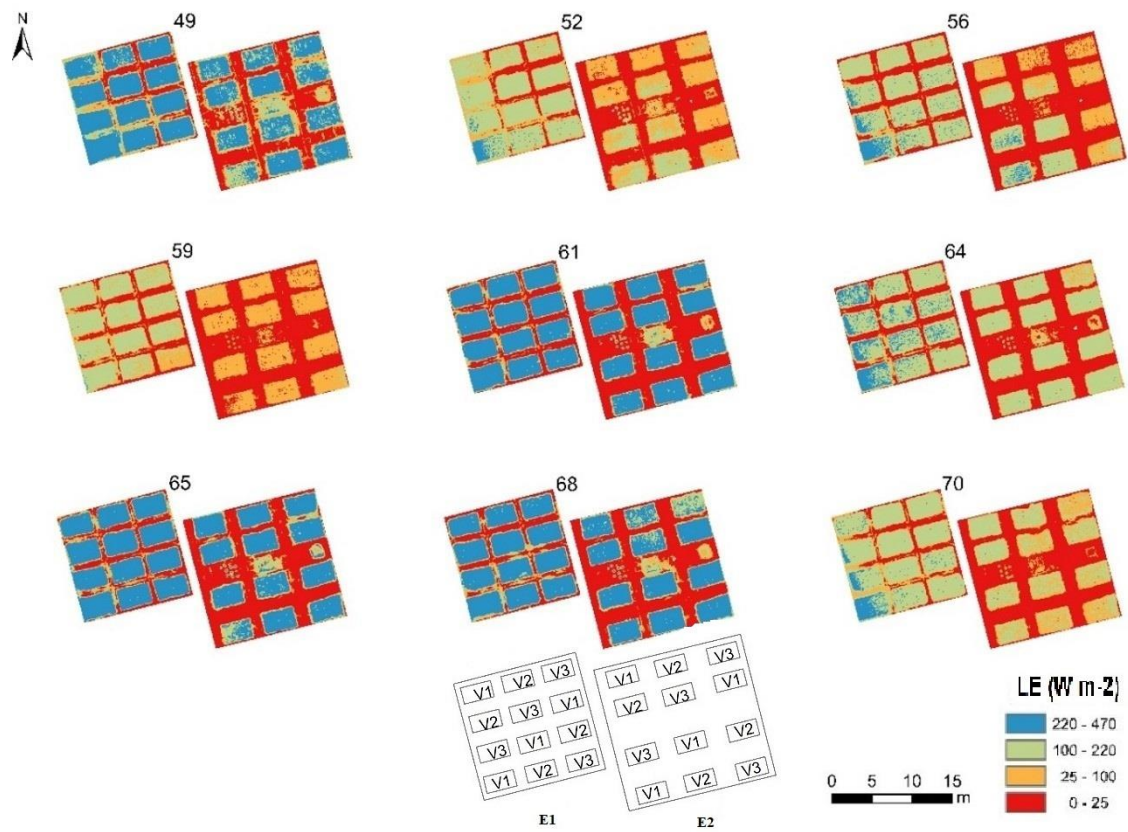 N
49
52
56
59
61
64
65
68
70
V1 V2 V3
V2 V3 V1
V3 V1 V2
V1 V2 V3
E1
V1 V2 V3
V2 V3 V1
V3 V1 V2
V1 V2 V3
E2
LE (W m-2)
220 - 470
100 - 220
25 - 100
0 - 25
0 5 10 15
m